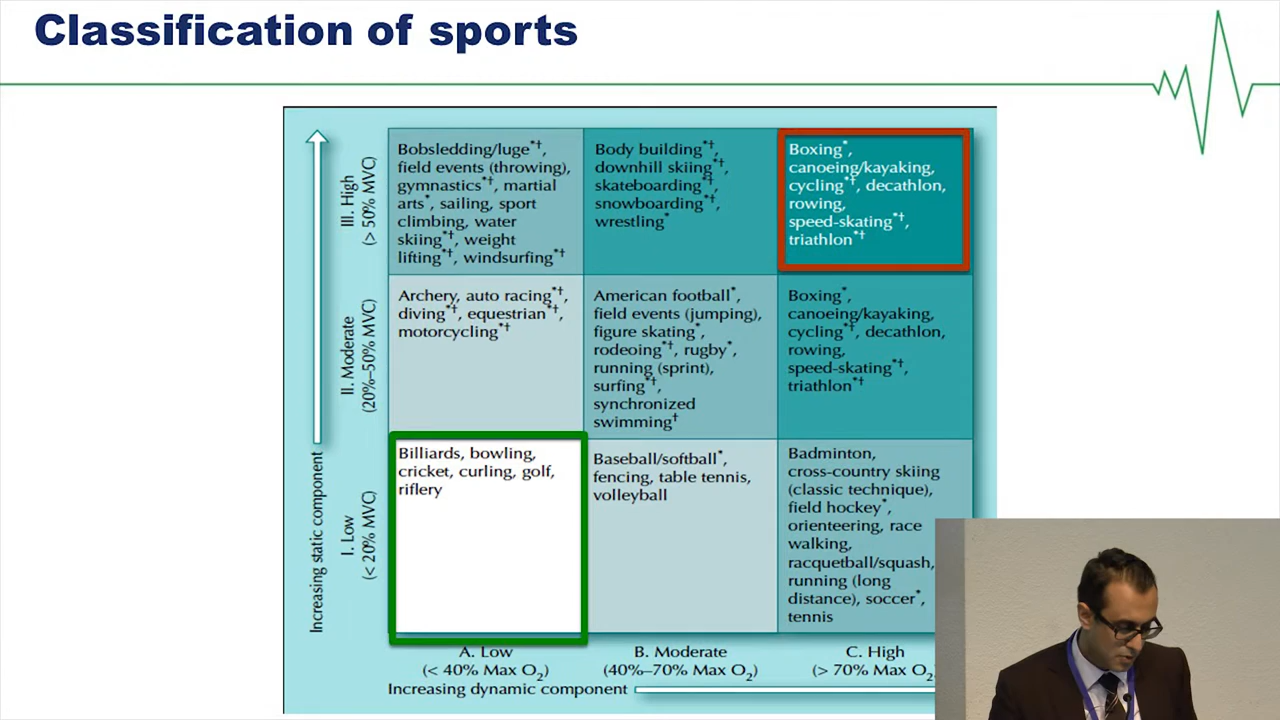 Classification of sports
III. High
(> 50% MVC)
Bobsledding/luge*†,
field events (throwing),
gymnastics*†, martial
arts*, sailing, sport
climbing, water
skiing*†, weight
lifting*†, windsurfing*†
Body building*†,
downhill skiing*†,
skateboarding*†,
snowboarding*†,
wrestling*
Boxing*,
canoeing/kayaking,
cycling*†, decathlon,
rowing,
speed-skating*†,
triathlon*†
II. Moderate
(20%–50% MVC)
Archery, auto racing*†,
diving*†, equestrian*†,
motorcycling*†
American football*,
field events (jumping),
figure skating*,
rodeoing*†, rugby*,
running (sprint),
surfing*†,
synchronized
swimming†
Boxing*,
canoeing/kayaking,
cycling*†, decathlon,
rowing,
speed-skating*†,
triathlon*†
Increasing static component
I. Low
(< 20% MVC)
Billiards, bowling,
cricket, curling, golf,
riflery
Baseball/softball*,
fencing, table tennis,
volleyball
Badminton,
cross-country skiing
(classic technique),
field hockey*,
orienteering, race
walking,
racquetball/squash,
running (long
distance), soccer*,
tennis
A. Low
(< 40% Max O₂)
B. Moderate
(40%–70% Max O₂)
C. High
(> 70% Max O₂
Increasing dynamic component